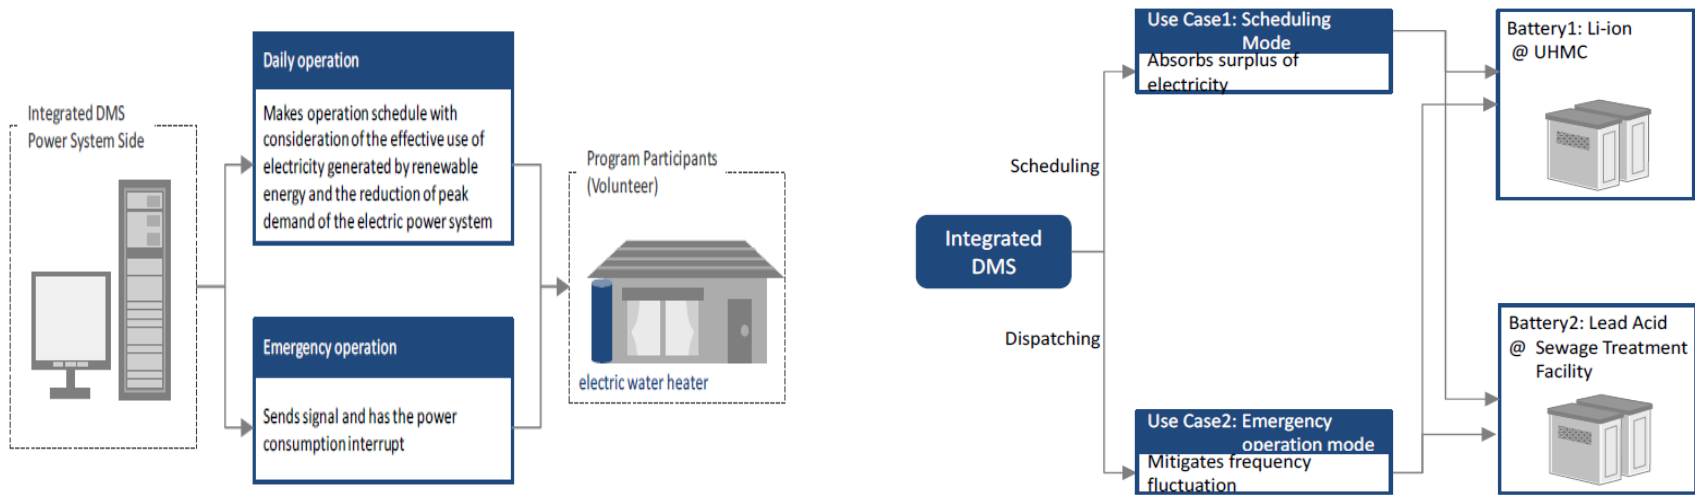 Integrated DMS
Power System Side
Daily operation
Makes operation schedule with
consideration of the effective use of
electricity generated by renewable
energy and the reduction of peak
demand of the electric power system
Emergency operation
Sends signal and has the power
consumption interrupt
Program Participants
(Volunteer)
electric water heater
Integrated
DMS
Scheduling
Dispatching
Use Case1: Scheduling
Mode
Absorbs surplus of
electricity
Use Case2: Emergency
operation mode
Mitigates frequency
fluctuation
Battery1: Li-ion
@ UHMC
Battery2: Lead Acid
@ Sewage Treatment
Facility